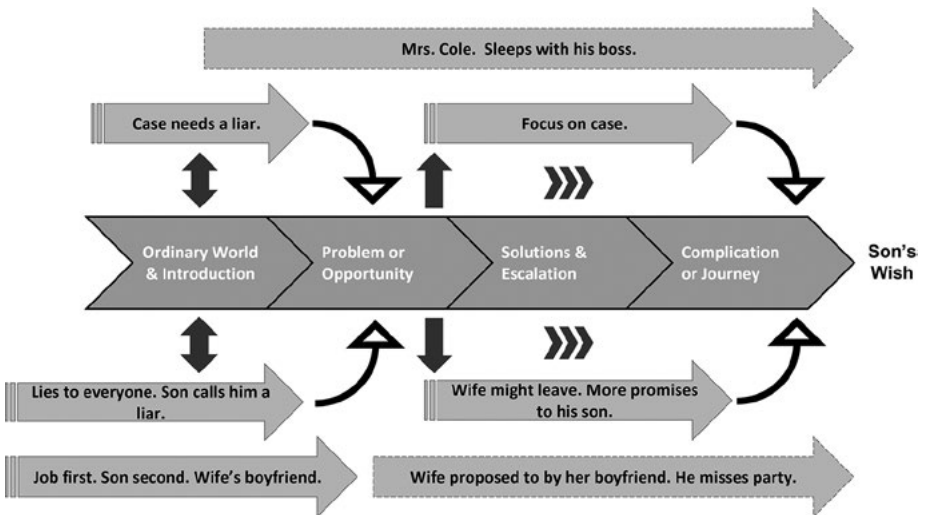 Mrs. Cole. Sleeps with his boss.
Case needs a liar.
Focus on case.
Ordinary World
& Introduction
Problem or
Opportunity
Solutions &
Escalation
Complication
or Journey
Son's
Wish
Lies to everyone. Son calls him a
liar.
Wife might leave. More promises
to his son.
Job first. Son second. Wife's boyfriend.
Wife proposed to by her boyfriend. He misses party.